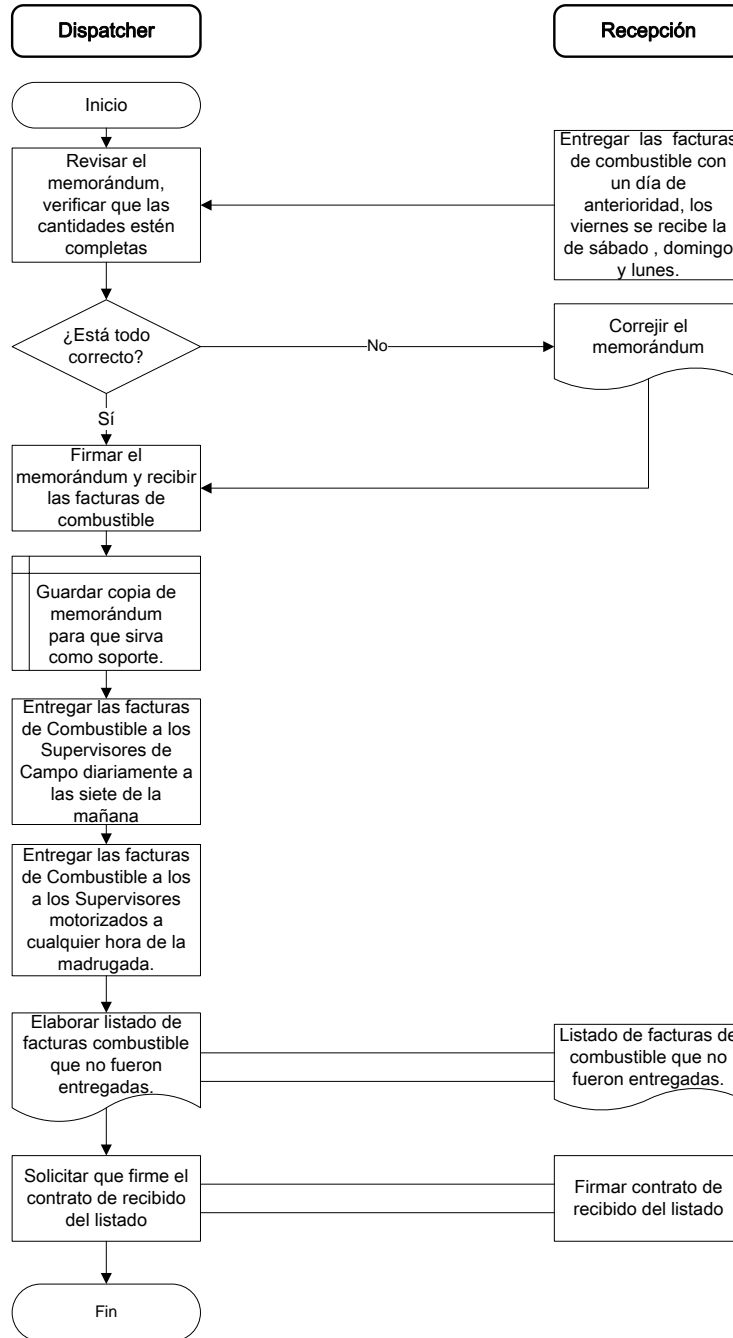 Dispatcher
Recepción
Inicio
Revisar el
memorándum,
verificar que las
cantidades estén
completas
Entregar las facturas
de combustible con
un día de
anterioridad, los
viernes se recibe la
de sábado , domingo
y lunes.
¿Está todo
correcto?
No
Correjir el
memorándum
Sí
Firmar el
memorándum y recibir
las facturas de
combustible
Guardar copia de
memorándum
para que sirva
como soporte.
Entregar las facturas
de Combustible a los
Supervisores de
Campo diariamente a
las siete de la
mañana
Entregar las facturas
de Combustible a los
a los Supervisores
motorizados a
cualquier hora de la
madrugada.
Elaborar listado de
facturas combustible
que no fueron
entregadas.
Listado de facturas de
combustible que no
fueron entregadas.
Solicitar que firme el
contrato de recibido
del listado
Firmar contrato de
recibido del listado
Fin